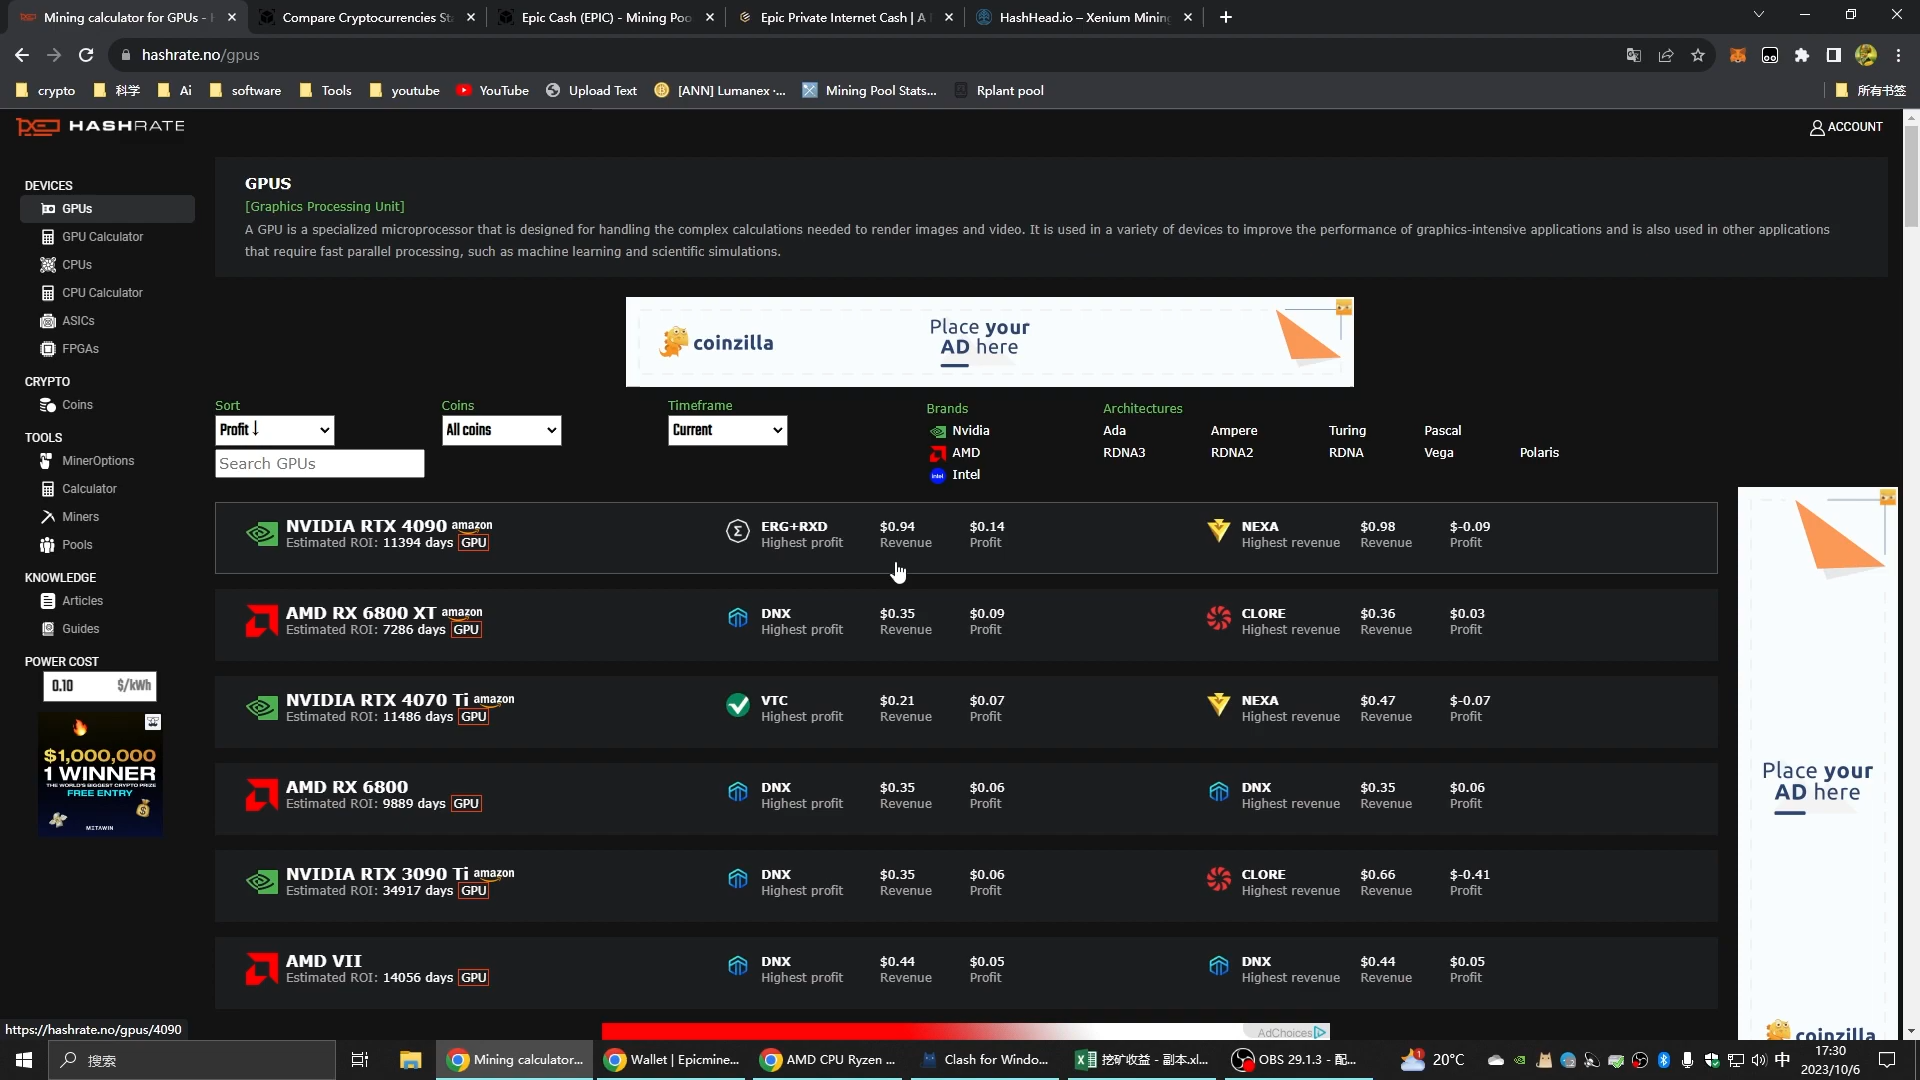 Mining calculator for GPUs - H
Compare Cryptocurrencies St
Epic Cash (EPIC) - Mining Poo
Epic Private Internet Cash | A
HashHead.io – Xenium Minin
hashrate.no/gpus
crypto
科学
Ai
software
Tools
youtube
YouTube
Upload Text
[ANN] Lumanex -...
Mining Pool Stats...
Rplant pool
所有书签
HASHRATE
ACCOUNT
DEVICES
GPUs
GPU Calculator
CPUs
CPU Calculator
ASICs
FPGAs
CRYPTO
Coins
TOOLS
MinerOptions
Calculator
Miners
Pools
KNOWLEDGE
Articles
Guides
POWER COST
0.10 $/kWh
$1,000,000
1 WINNER
THE WORLD'S BIGGEST CRYPTO PRIZE
FREE ENTRY
METAWIN
GPUS
[Graphics Processing Unit]
A GPU is a specialized microprocessor that is designed for handling the complex calculations needed to render images and video. It is used in a variety of devices to improve the performance of graphics-intensive applications and is also used in other applications
that require fast parallel processing, such as machine learning and scientific simulations.
coinzilla
Place your
AD here
Sort
Profit ↓
Coins
All coins
Timeframe
Current
Search GPUs
Brands
Nvidia
AMD
intel Intel
Architectures
Ada Ampere Turing Pascal
RDNA3 RDNA2 RDNA Vega Polaris
NVIDIA RTX 4090 amazon ERG+RXD $0.94 $0.14 NEXA $0.98 $-0.09
Estimated ROI: 11394 days GPU Highest profit Revenue Profit Highest revenue Revenue Profit
AMD RX 6800 XT amazon DNX $0.35 $0.09 CLORE $0.36 $0.03
Estimated ROI: 7286 days GPU Highest profit Revenue Profit Highest revenue Revenue Profit
NVIDIA RTX 4070 Ti amazon VTC $0.21 $0.07 NEXA $0.47 $-0.07
Estimated ROI: 11486 days GPU Highest profit Revenue Profit Highest revenue Revenue Profit
AMD RX 6800 DNX $0.35 $0.06 DNX $0.35 $0.06
Estimated ROI: 9889 days GPU Highest profit Revenue Profit Highest revenue Revenue Profit
NVIDIA RTX 3090 Ti amazon DNX $0.35 $0.06 CLORE $0.66 $-0.41
Estimated ROI: 34917 days GPU Highest profit Revenue Profit Highest revenue Revenue Profit
AMD VII DNX $0.44 $0.05 DNX $0.44 $0.05
Estimated ROI: 14056 days GPU Highest profit Revenue Profit Highest revenue Revenue Profit
Place your
AD here
coinzilla
AdChoices
https://hashrate.no/gpus/4090
搜索
Mining calculator...
Wallet | Epicmine...
AMD CPU Ryzen ...
Clash for Windo...
挖矿收益 - 副本.xl...
OBS 29.1.3 - 配...
1
20°C
中
17:30
2023/10/6